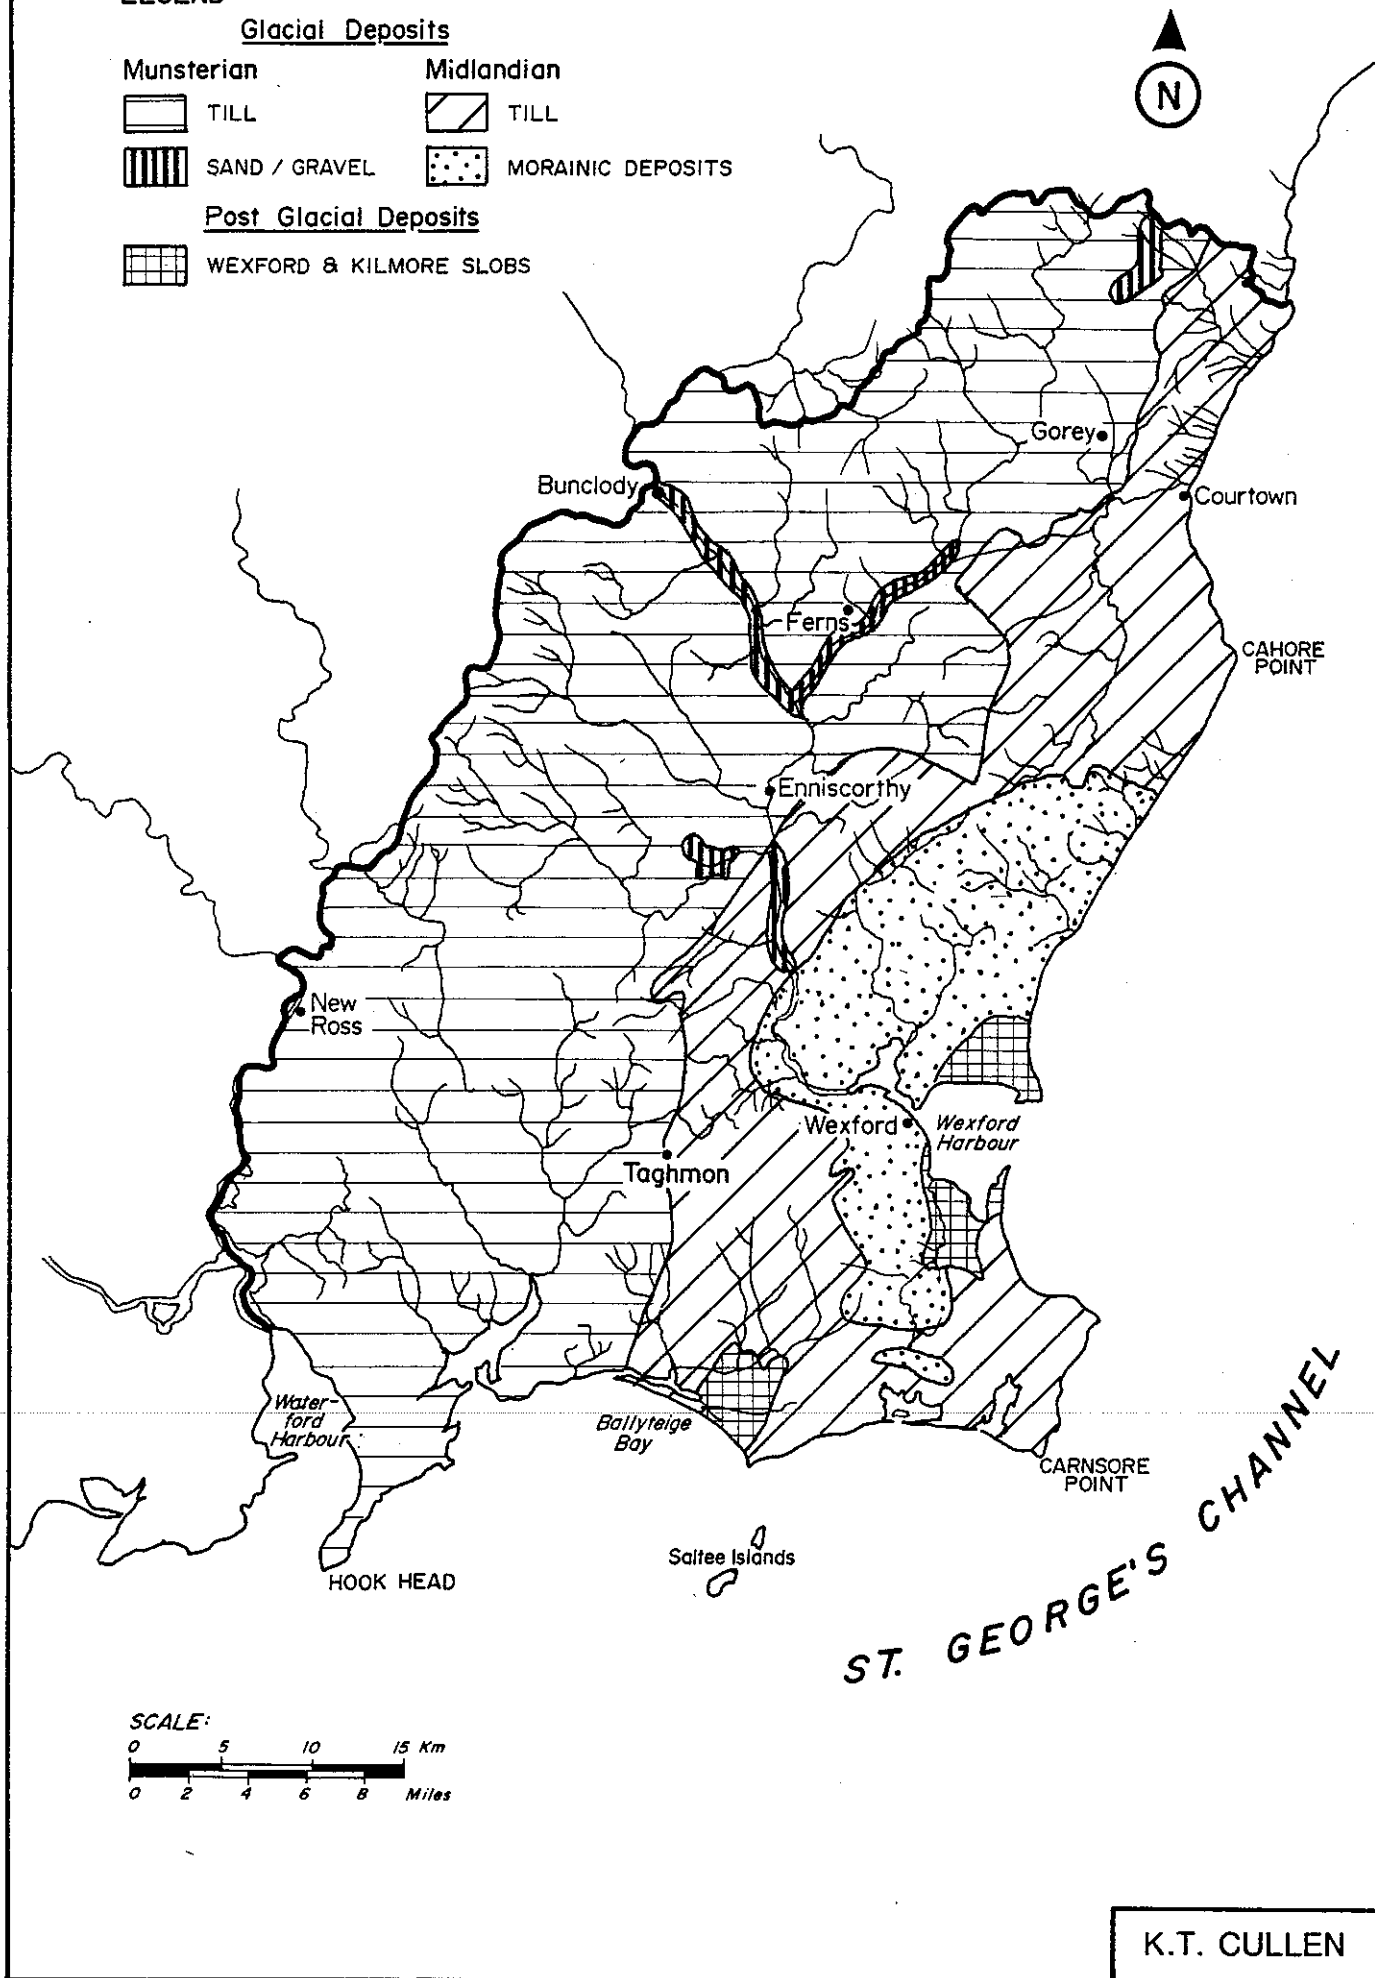 LEGEND
Glacial Deposits
Munsterian
Midlandian
TILL
TILL
SAND / GRAVEL
MORAINIC DEPOSITS
Post Glacial Deposits
WEXFORD & KILMORE SLOBS
N
Gorey
Bunclody
Courtown
Ferns
CAHORE
POINT
Enniscorthy
New
Ross
Wexford
Wexford
Harbour
Taghmon
Water-
ford
Harbour
Ballyteige
Bay
CARNSORE
POINT
Saltee Islands
HOOK HEAD
ST. GEORGE'S CHANNEL
SCALE:
0 5 10 15 Km
0 2 4 6 8 Miles
K.T. CULLEN